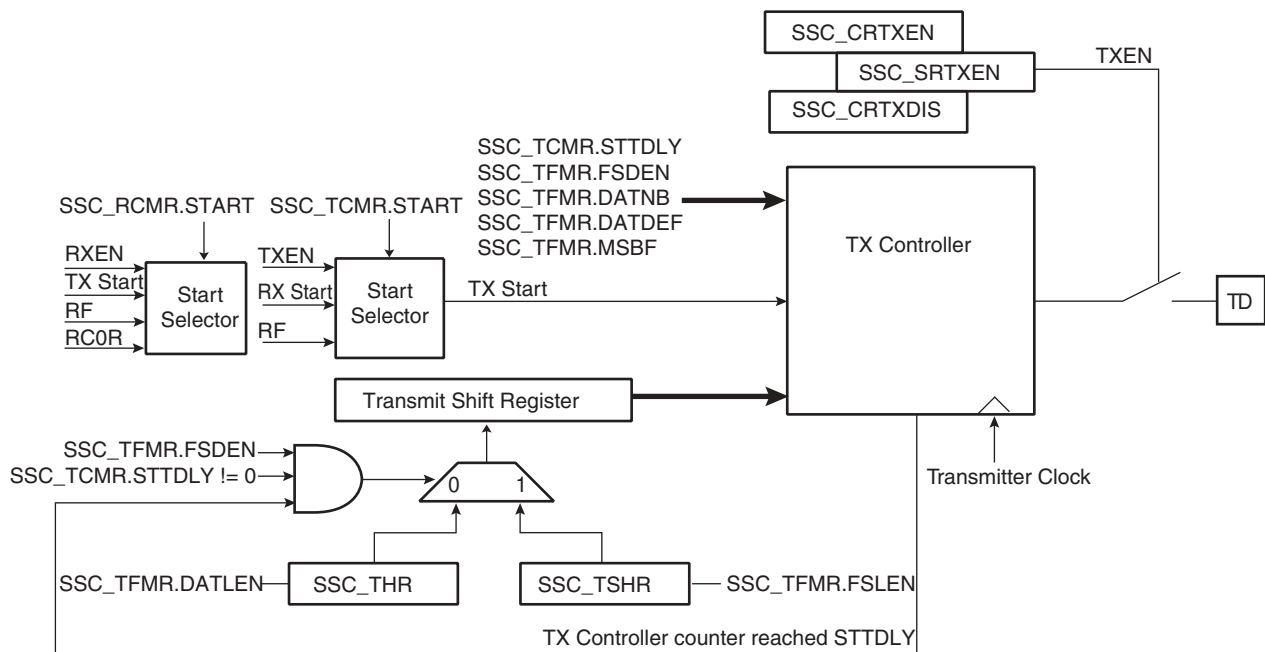 SSC_CRTXEN
SSC_SRTXEN
TXEN
SSC_CRTXDIS
SSC_TCMR.STTDLY
SSC_TFMR.FSDEN
SSC_TFMR.DATNB
SSC_TFMR.DATDEF
SSC_TFMR.MSBF
SSC_RCMR.START
SSC_TCMR.START
RXEN
TX Start
RF
RC0R
Start
Selector
TXEN
RX Start
RF
Start
Selector
TX Start
TX Controller
TD
Transmit Shift Register
SSC_TFMR.FSDEN
SSC_TCMR.STTDLY != 0
0
1
Transmitter Clock
SSC_TFMR.DATLEN
SSC_THR
SSC_TSHR
SSC_TFMR.FSLEN
TX Controller counter reached STTDLY